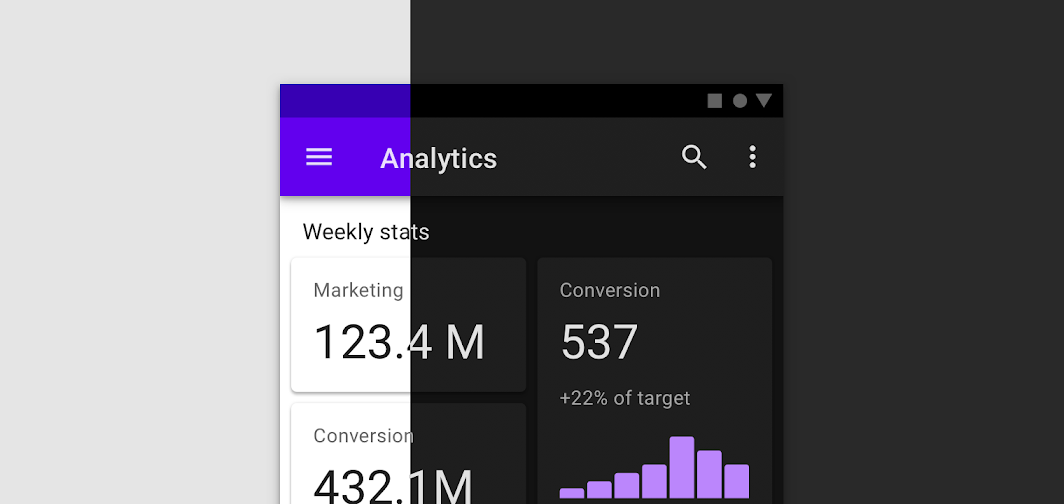 Analytics
Weekly stats
Marketing
123.4 M
Conversion
432.1M
Conversion
537
+22% of target